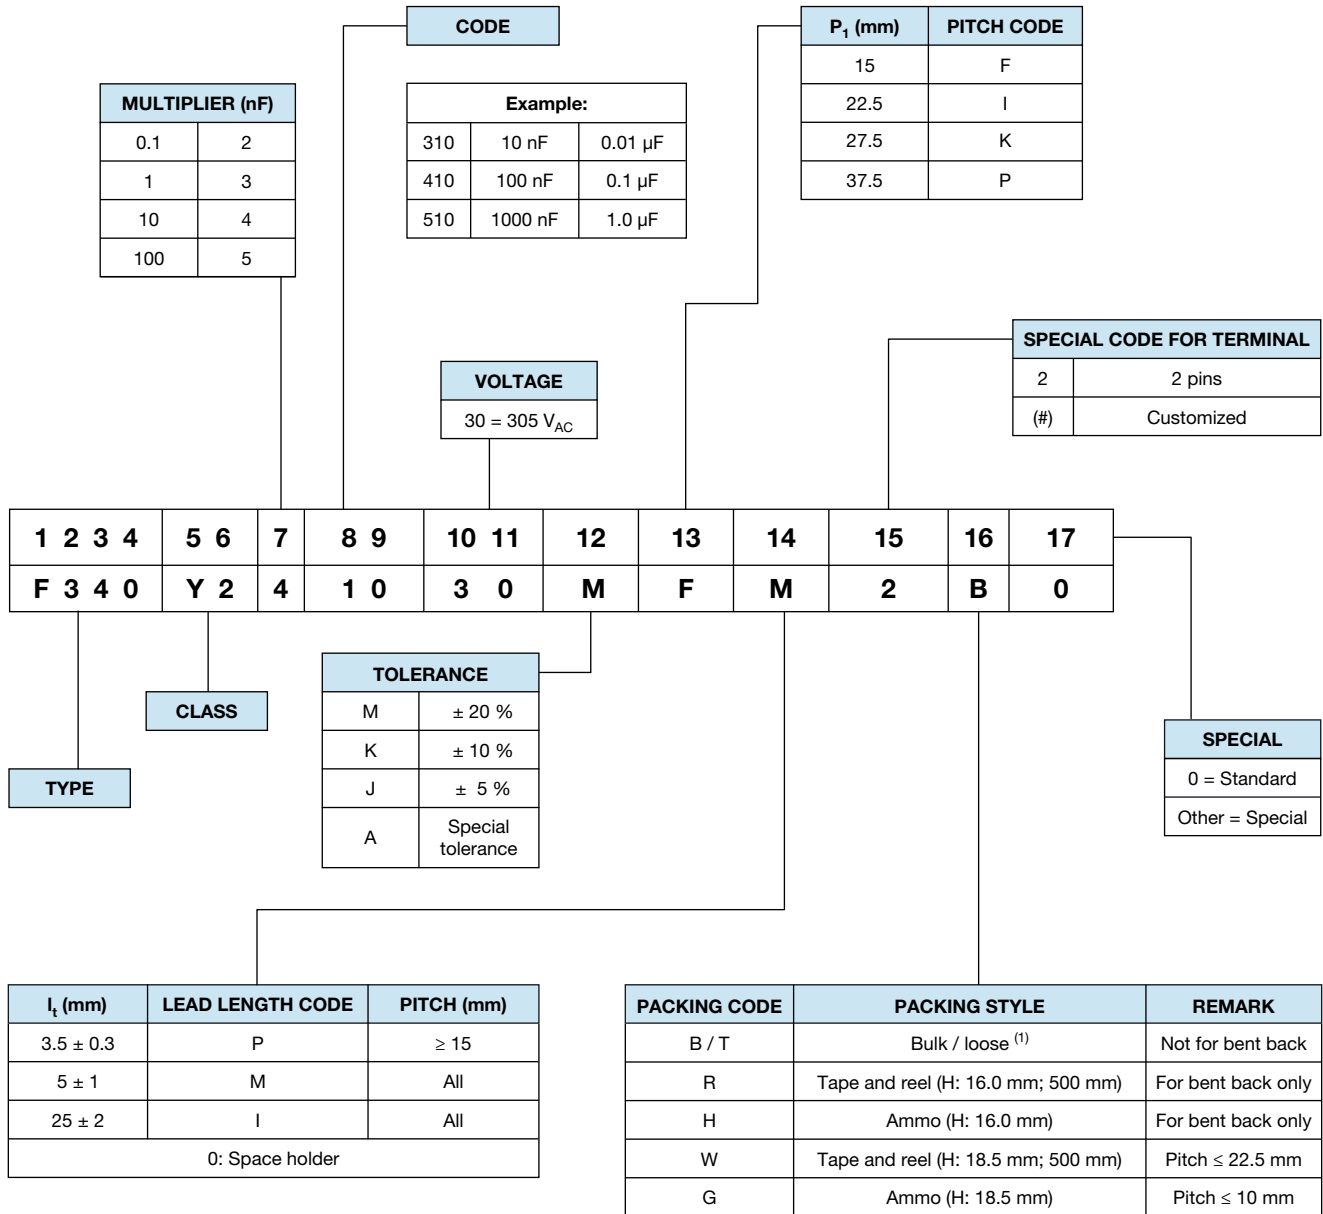 CODE
P1 (mm) PITCH CODE
15 F
22.5 I
27.5 K
37.5 P
MULTIPLIER (nF)
0.1 2
1 3
10 4
100 5
Example:
310 10 nF 0.01 µF
410 100 nF 0.1 µF
510 1000 nF 1.0 µF
SPECIAL CODE FOR TERMINAL
2 2 pins
(#) Customized
VOLTAGE
30 = 305 VAC
1 2 3 4 5 6 7 8 9 10 11 12 13 14 15 16 17
F 3 4 0 Y 2 4 1 0 3 0 M F M 2 B 0
TOLERANCE
M ± 20 %
K ± 10 %
J ± 5 %
A Special
tolerance
CLASS
TYPE
SPECIAL
0 = Standard
Other = Special
It (mm) LEAD LENGTH CODE PITCH (mm)
3.5 ± 0.3 P ≥ 15
5 ± 1 M All
25 ± 2 I All
0: Space holder
PACKING CODE PACKING STYLE REMARK
B / T Bulk / loose (1) Not for bent back
R Tape and reel (H: 16.0 mm; 500 mm) For bent back only
H Ammo (H: 16.0 mm) For bent back only
W Tape and reel (H: 18.5 mm; 500 mm) Pitch ≤ 22.5 mm
G Ammo (H: 18.5 mm) Pitch ≤ 10 mm